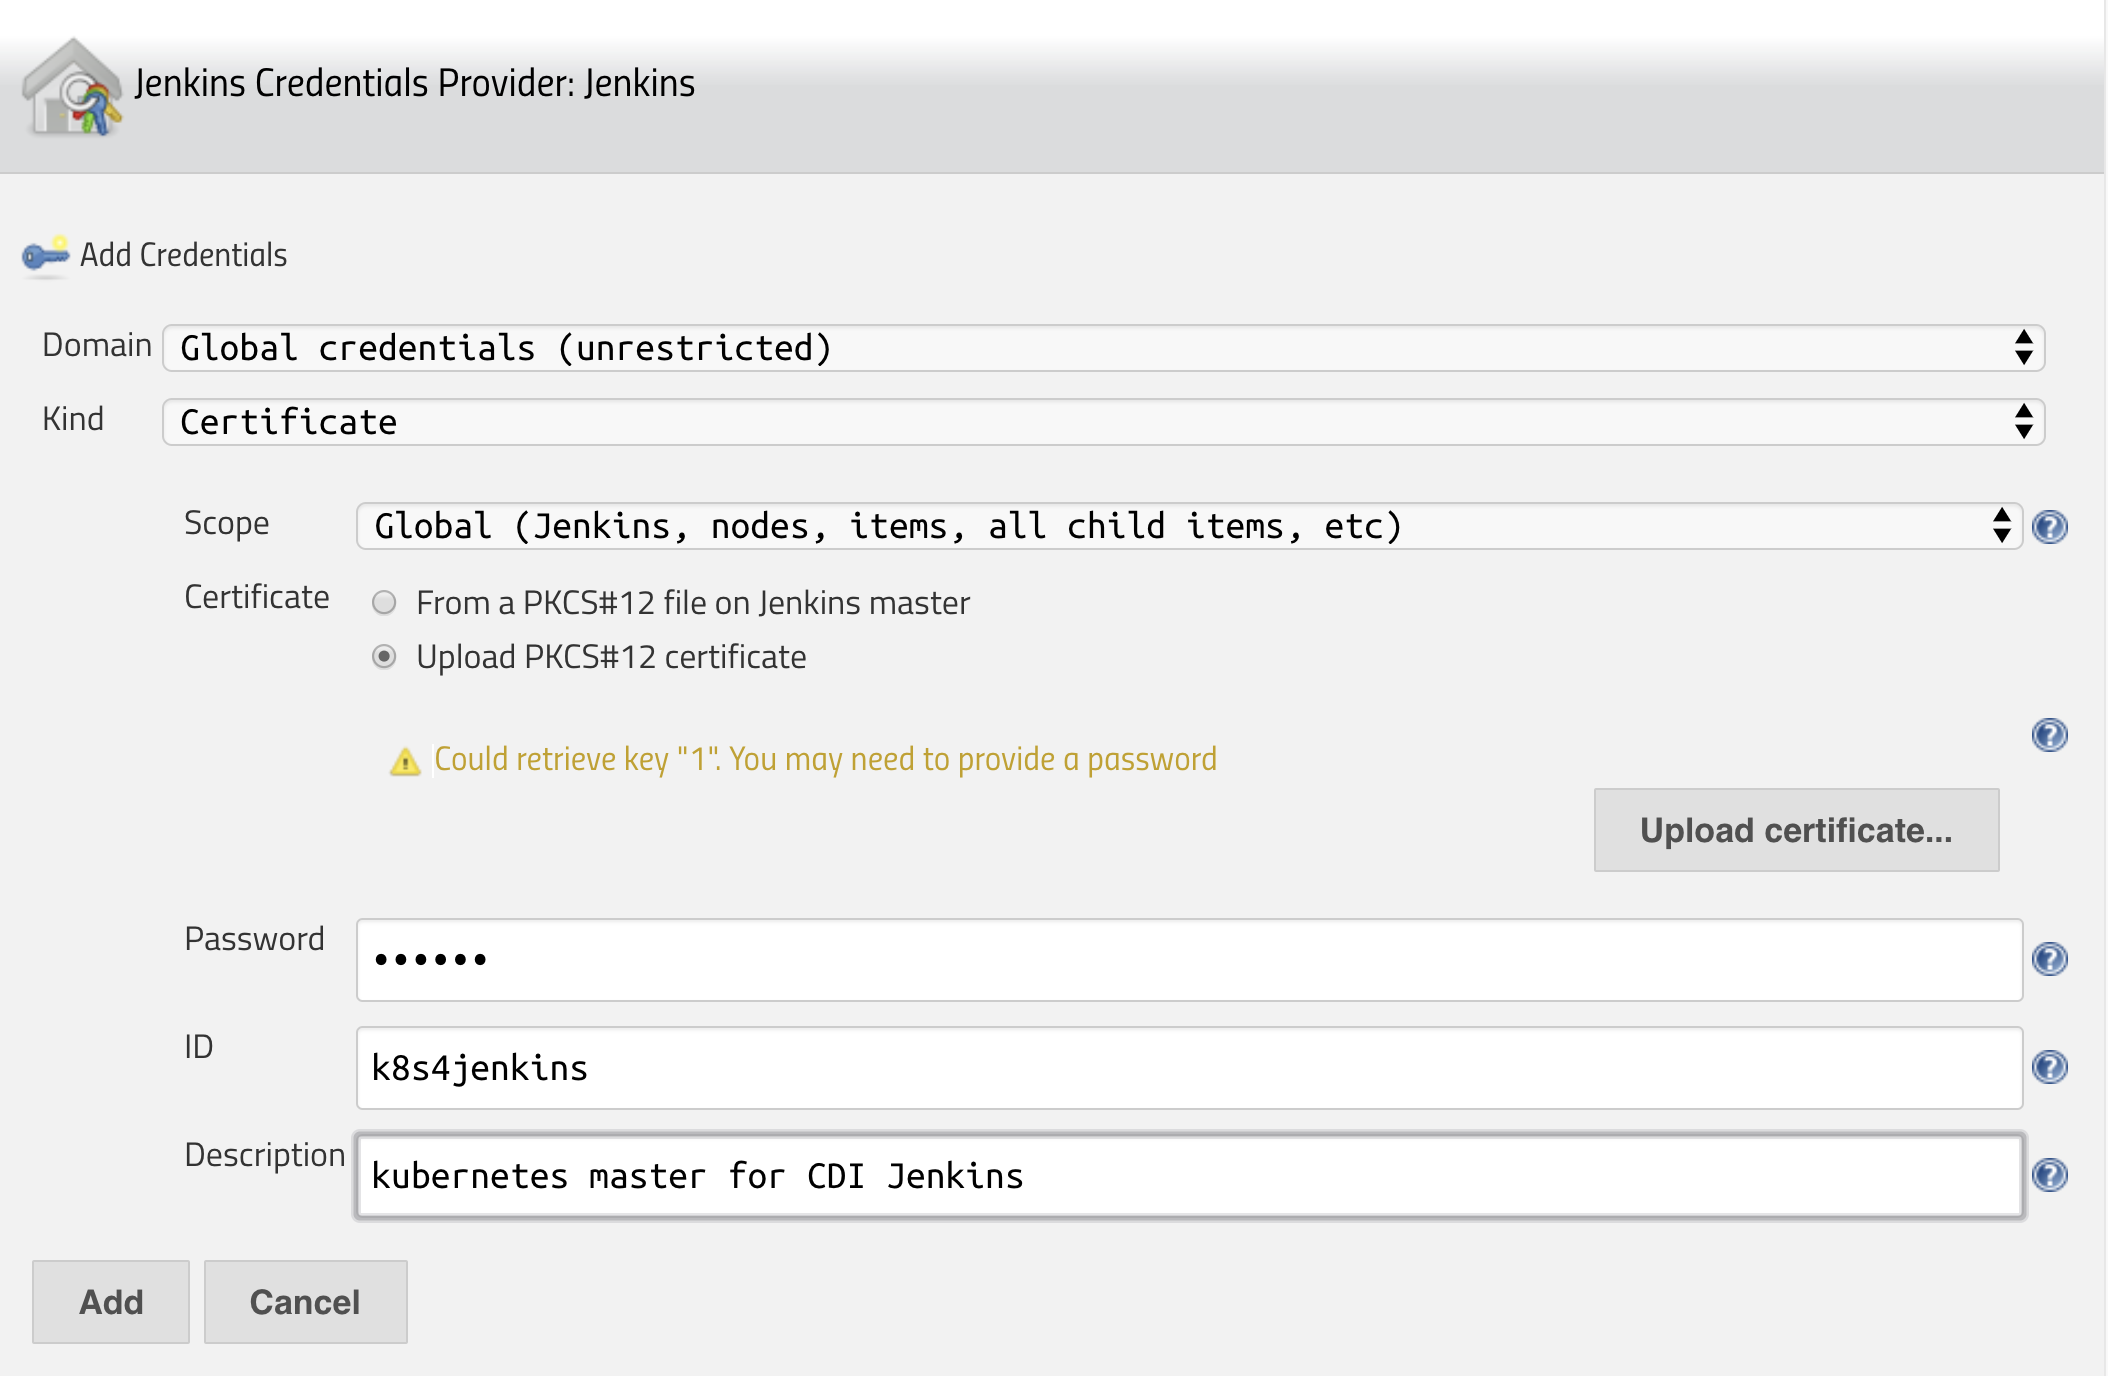 Jenkins Credentials Provider: Jenkins
Add Credentials
Domain Global credentials (unrestricted)
Kind Certificate
Scope Global (Jenkins, nodes, items, all child items, etc)
Certificate From a PKCS#12 file on Jenkins master
Upload PKCS#12 certificate
Could retrieve key "1". You may need to provide a password
Upload certificate...
Password ••••••
ID k8s4jenkins
Description kubernetes master for CDI Jenkins
Add Cancel